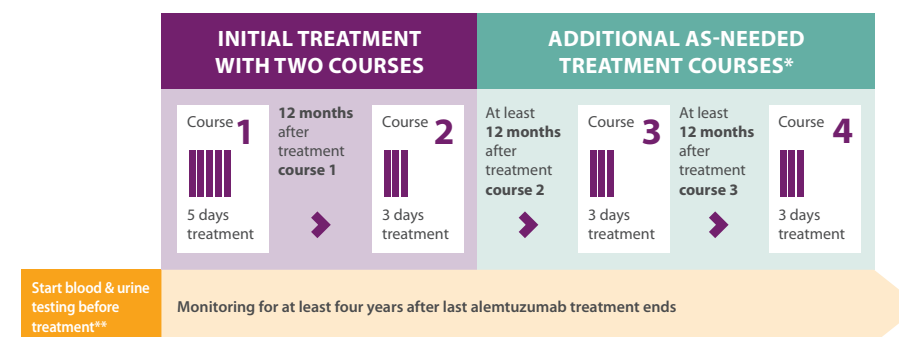 INITIAL TREATMENT
WITH TWO COURSES
ADDITIONAL AS-NEEDED
TREATMENT COURSES*
Course 1
5 days
treatment
12 months
after
treatment
course 1
Course 2
3 days
treatment
At least
12 months
after
treatment
course 2
Course 3
3 days
treatment
At least
12 months
after
treatment
course 3
Course 4
3 days
treatment
Start blood & urine
testing before
treatment**
Monitoring for at least four years after last alemtuzumab treatment ends